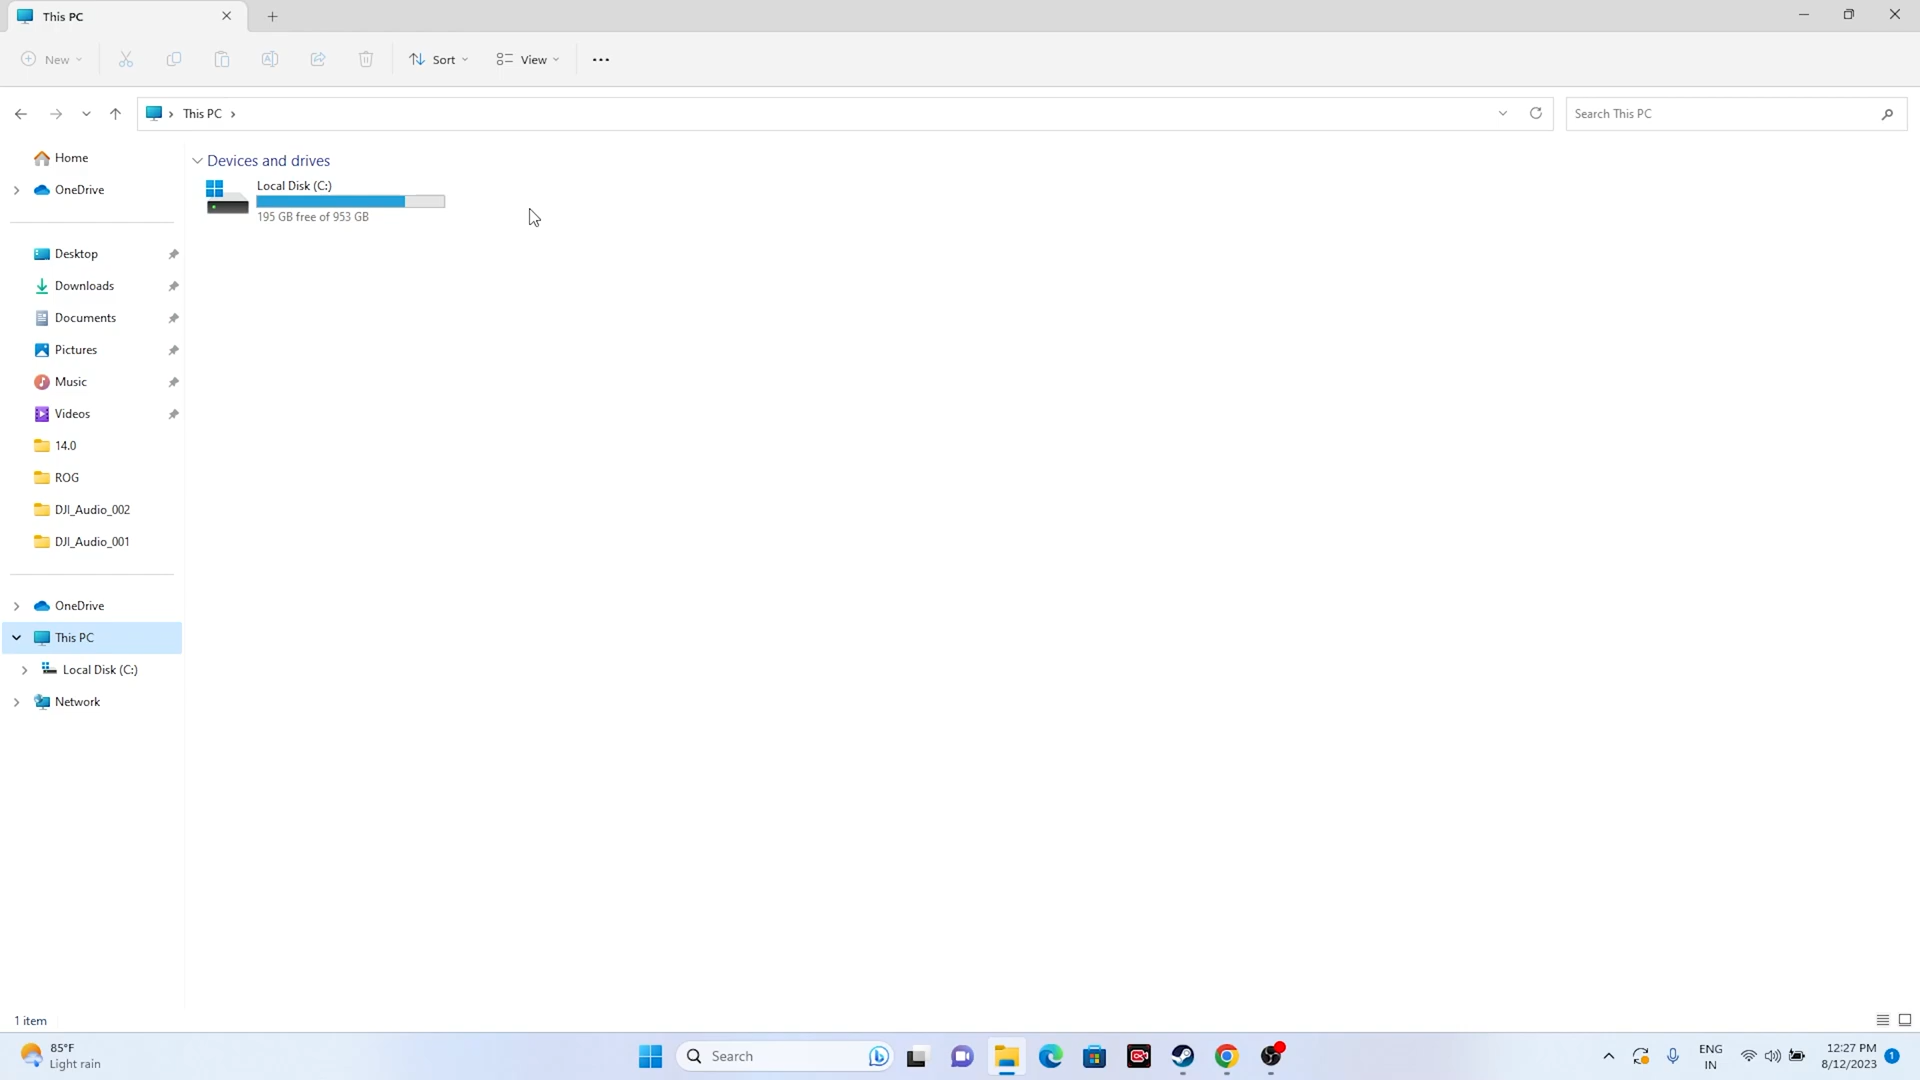 This PC
New
Sort
View
This PC
Search This PC
Home
OneDrive
Desktop
Downloads
Documents
Pictures
Music
Videos
14.0
ROG
DJI_Audio_002
DJI_Audio_001
OneDrive
This PC
Local Disk (C:)
Network
Devices and drives
Local Disk (C:)
195 GB free of 953 GB
1 item
85°F
Light rain
Search
ENG
IN
12:27 PM
8/12/2023
1